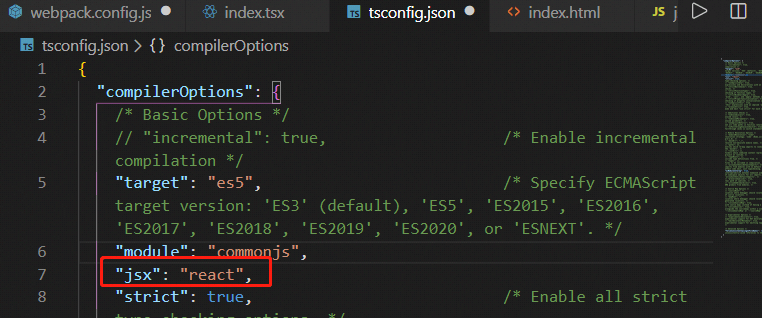 webpack.config.js
index.tsx
TS tsconfig.json
<> index.html
JS j
TS tsconfig.json > {} compilerOptions
1 {
2 "compilerOptions": {
3 /* Basic Options */
4 // "incremental": true, /* Enable incremental
compilation */
5 "target": "es5", /* Specify ECMAScript
target version: 'ES3' (default), 'ES5', 'ES2015', 'ES2016',
'ES2017', 'ES2018', 'ES2019', 'ES2020', or 'ESNEXT'. */
6 "module": "commonjs",
7 "jsx": "react",
8 "strict": true, /* Enable all strict
type-checking options. */